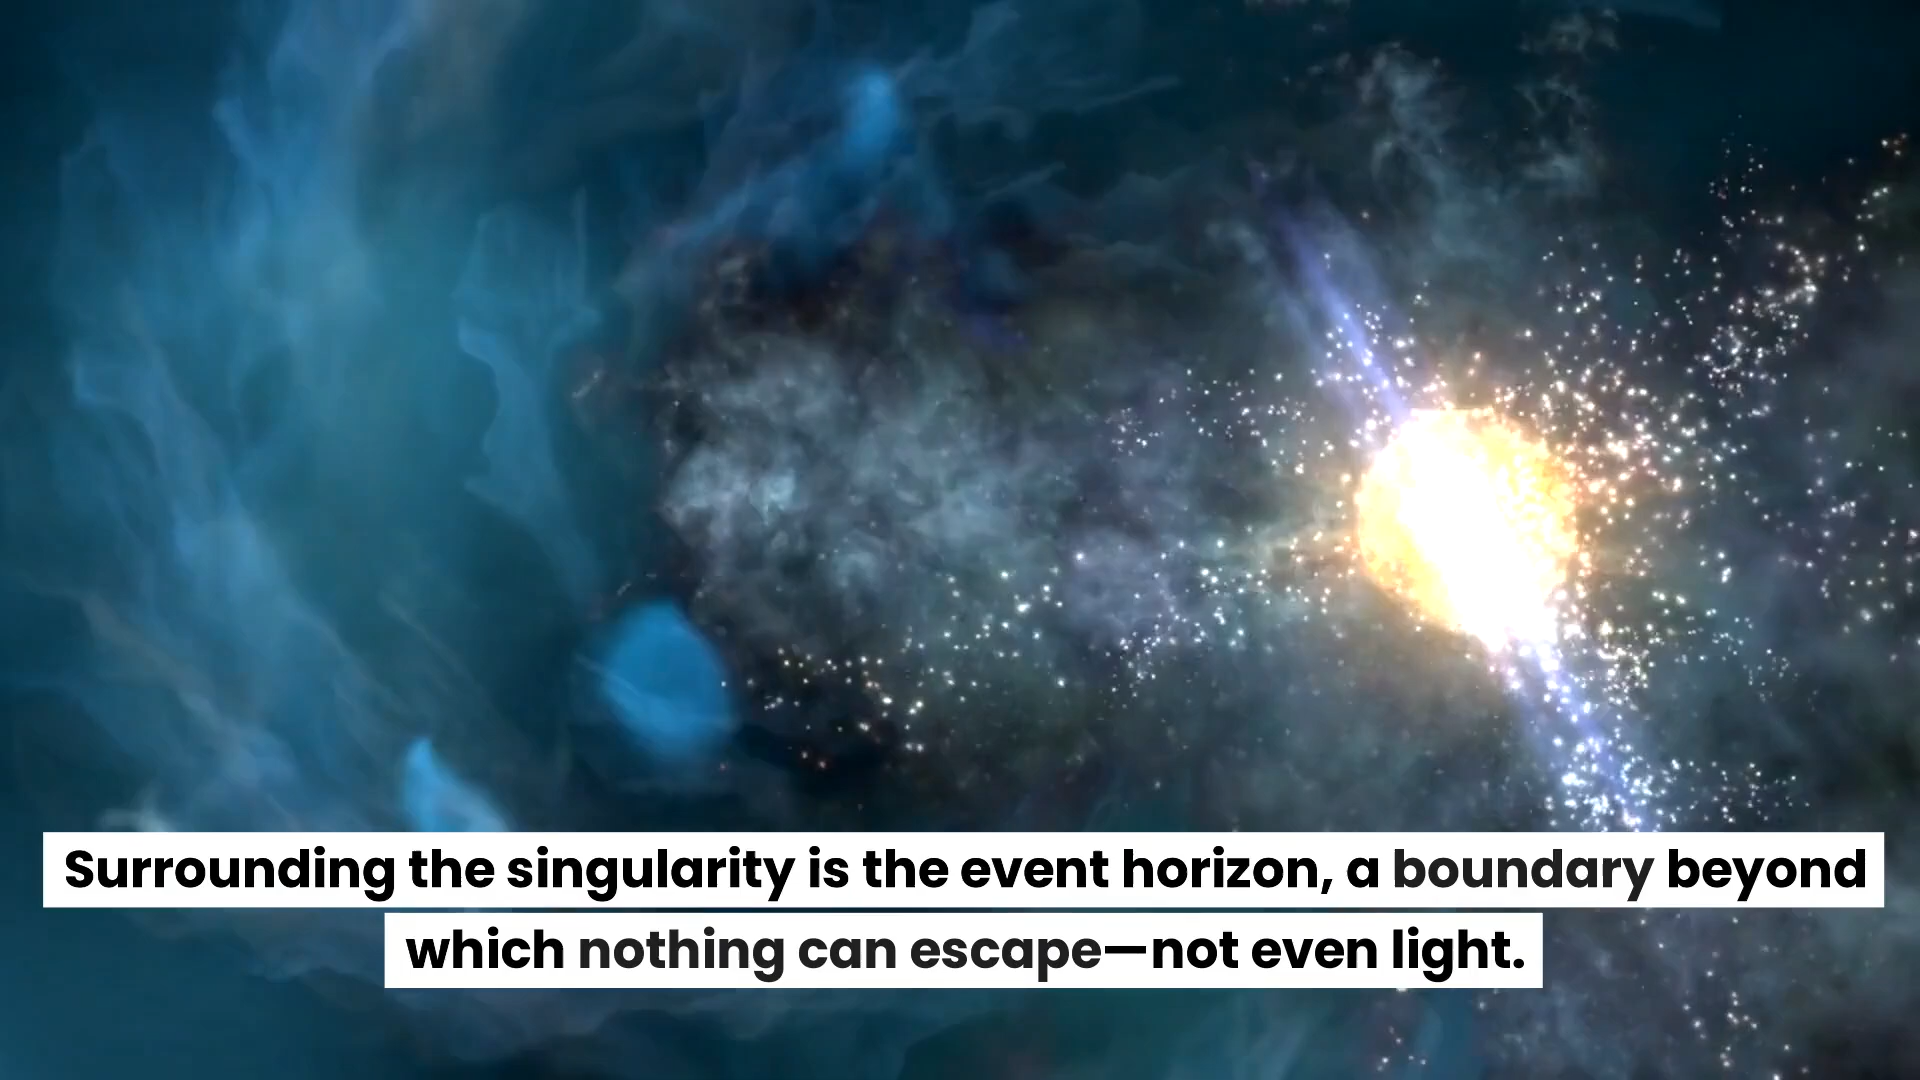 Surrounding the singularity is the event horizon, a boundary beyond
which nothing can escape—not even light.